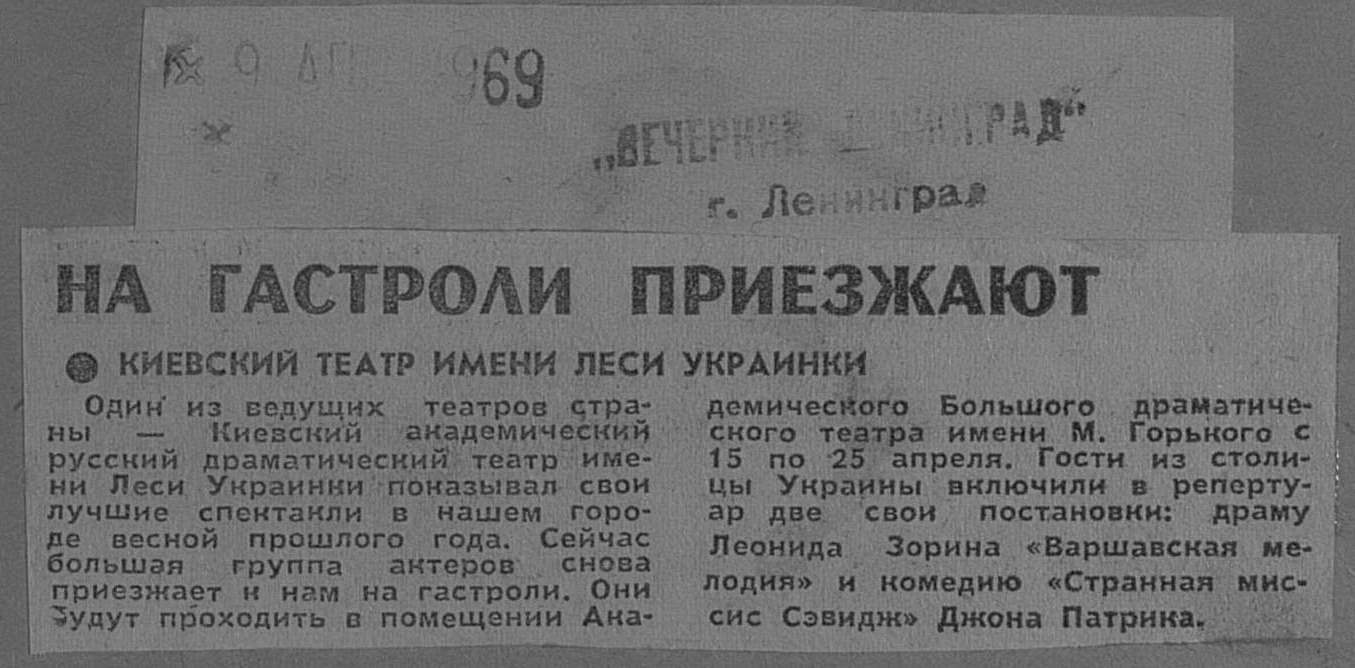 9 АПР 1969
„ВЕЧЕРНИЙ ЛЕНИНГРАД“
г. Ленинград
НА ГАСТРОЛИ ПРИЕЗЖАЮТ
● КИЕВСКИЙ ТЕАТР ИМЕНИ ЛЕСИ УКРАИНКИ
Один из ведущих театров стра-
ны — Киевский академический
русский драматический театр име-
ни Леси Украинки показывал свои
лучшие спектакли в нашем горо-
де весной прошлого года. Сейчас
большая группа актеров снова
приезжает к нам на гастроли. Они
будут проходить в помещении Ака-
демического Большого драматиче-
ского театра имени М. Горького с
15 по 25 апреля. Гости из столи-
цы Украины включили в реперту-
ар две свои постановки: драму
Леонида Зорина «Варшавская ме-
лодия» и комедию «Странная мис-
сис Сэвидж» Джона Патрика.